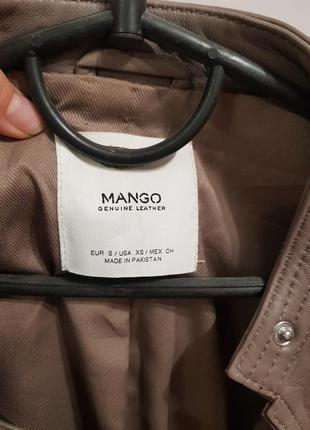 MANGO
GENUINE LEATHER
EUR S / USA XS / MEX CH
MADE IN PAKISTAN